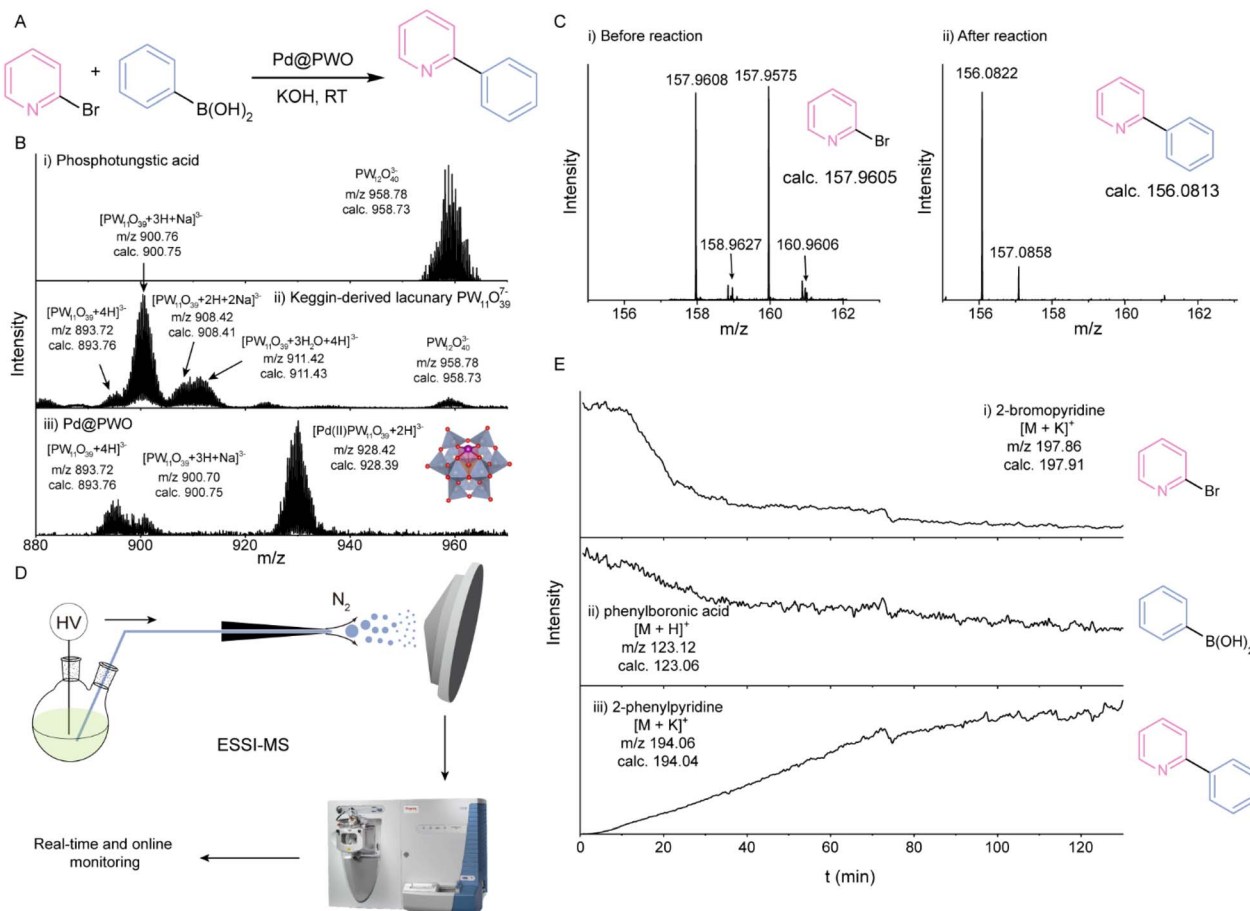 A
N
Br
+
B(OH)2
Pd@PWO
KOH, RT
N
B
i) Phosphotungstic acid
PW12O40 3-
m/z 958.78
calc. 958.73
[PW11O39+3H+Na]3-
m/z 900.76
calc. 900.75
ii) Keggin-derived lacunary PW11O39 7-
[PW11O39+4H]3-
m/z 893.72
calc. 893.76
[PW11O39+2H+2Na]3-
m/z 908.42
calc. 908.41
[PW11O39+3H2O+4H]3-
m/z 911.42
calc. 911.43
PW12O40 3-
m/z 958.78
calc. 958.73
iii) Pd@PWO
[PW11O39+4H]3-
m/z 893.72
calc. 893.76
[PW11O39+3H+Na]3-
m/z 900.70
calc. 900.75
[Pd(II)PW11O39+2H]3-
m/z 928.42
calc. 928.39
Intensity
880 900 920 940 960
m/z
C
i) Before reaction
157.9608
157.9575
158.9627
160.9606
N
Br
calc. 157.9605
Intensity
156 158 160 162
m/z
ii) After reaction
156.0822
157.0858
N
calc. 156.0813
Intensity
156 158 160 162
m/z
D
HV
N2
ESSI-MS
Real-time and online
monitoring
E
i) 2-bromopyridine
[M + K]+
m/z 197.86
calc. 197.91
N
Br
ii) phenylboronic acid
[M + H]+
m/z 123.12
calc. 123.06
B(OH)2
iii) 2-phenylpyridine
[M + K]+
m/z 194.06
calc. 194.04
N
Intensity
0 20 40 60 80 100 120
t (min)